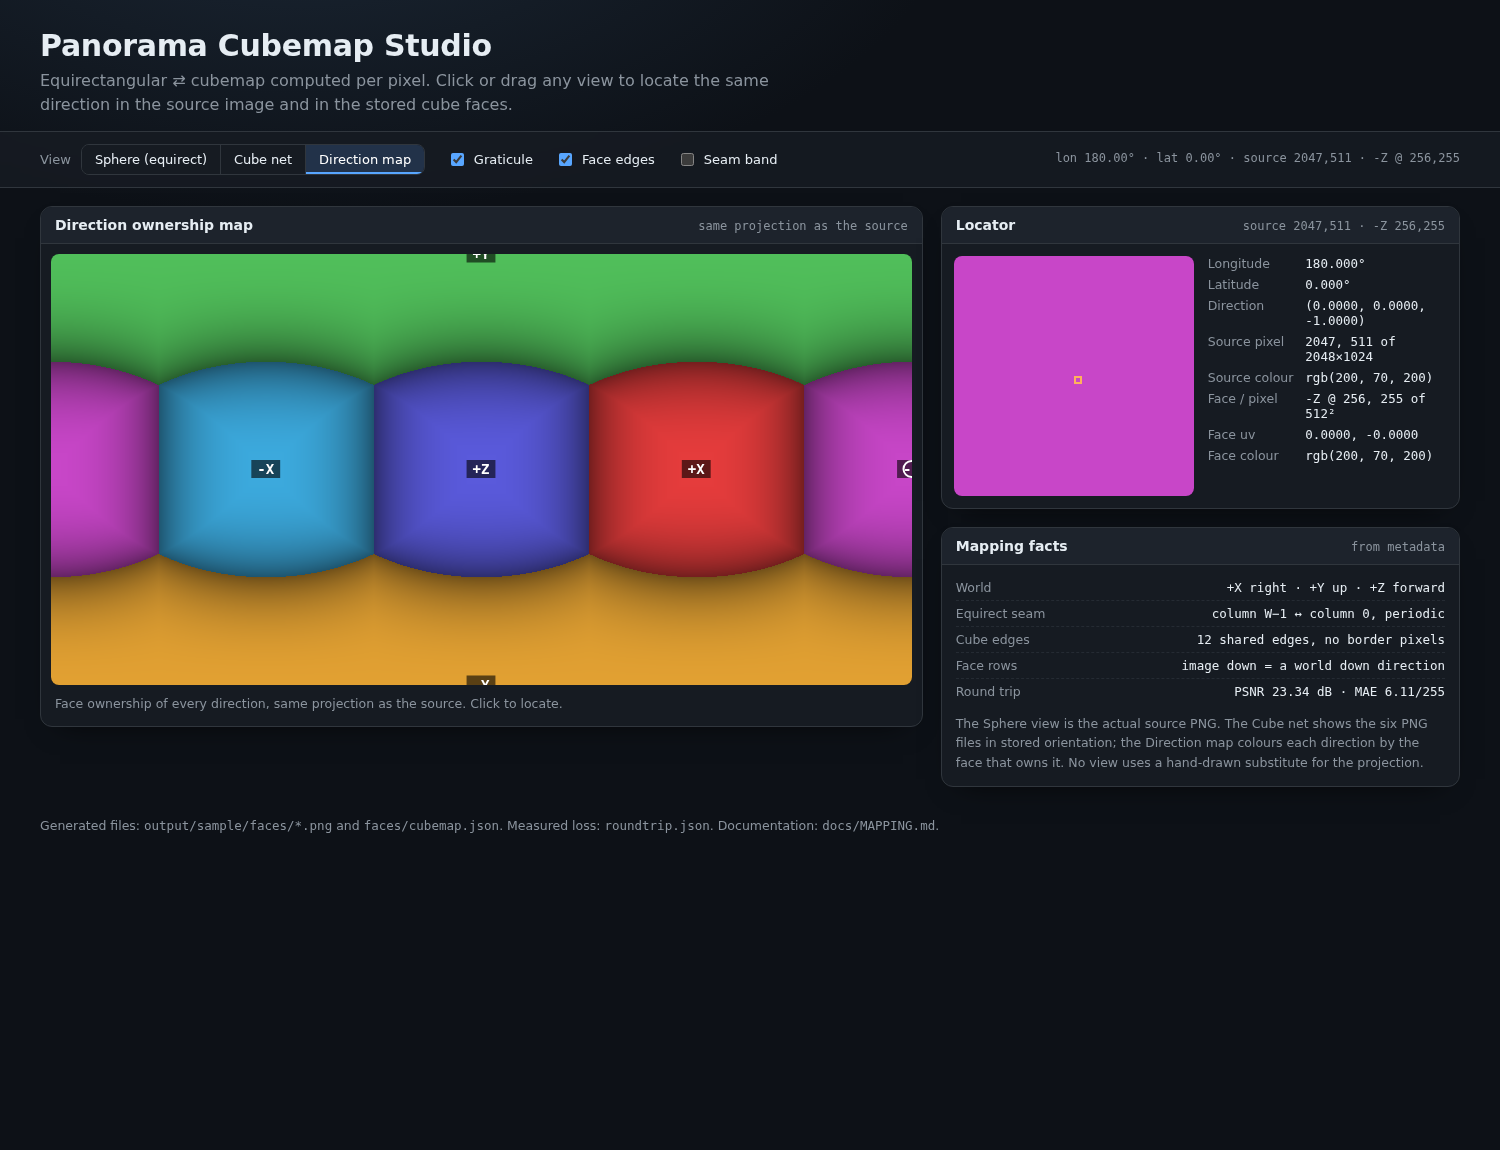 Panorama Cubemap Studio
Equirectangular ⇄ cubemap computed per pixel. Click or drag any view to locate the same
direction in the source image and in the stored cube faces.
View Sphere (equirect) Cube net Direction map Graticule Face edges Seam band lon 180.00° · lat 0.00° · source 2047,511 · -Z @ 256,255
Direction ownership map same projection as the source
-X +Z +X
Face ownership of every direction, same projection as the source. Click to locate.
Locator source 2047,511 · -Z 256,255
Longitude 180.000°
Latitude 0.000°
Direction (0.0000, 0.0000,
-1.0000)
Source pixel 2047, 511 of
2048×1024
Source colour rgb(200, 70, 200)
Face / pixel -Z @ 256, 255 of
512²
Face uv 0.0000, -0.0000
Face colour rgb(200, 70, 200)
Mapping facts from metadata
World +X right · +Y up · +Z forward
Equirect seam column W−1 ↔ column 0, periodic
Cube edges 12 shared edges, no border pixels
Face rows image down = a world down direction
Round trip PSNR 23.34 dB · MAE 6.11/255
The Sphere view is the actual source PNG. The Cube net shows the six PNG
files in stored orientation; the Direction map colours each direction by the
face that owns it. No view uses a hand-drawn substitute for the projection.
Generated files: output/sample/faces/*.png and faces/cubemap.json. Measured loss: roundtrip.json. Documentation: docs/MAPPING.md.